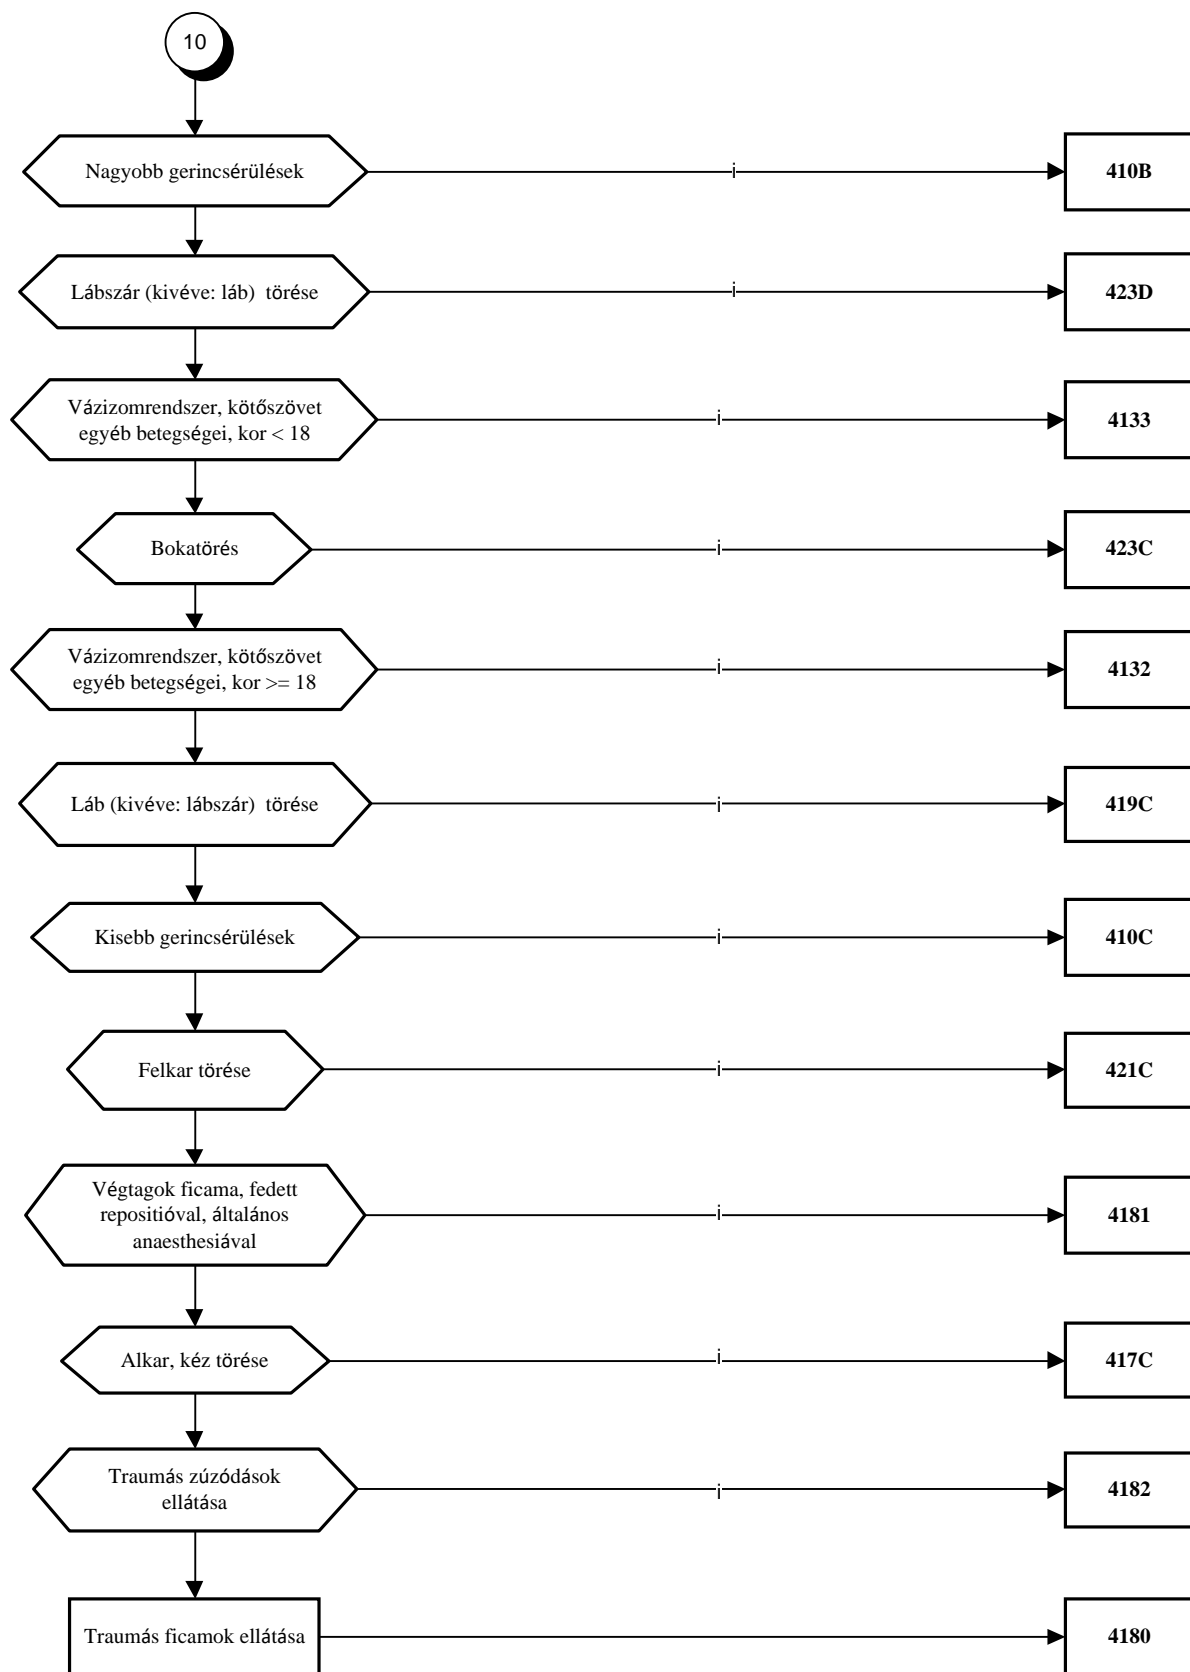 10
Nagyobb gerincsérülések
i
410B
Lábszár (kivéve: láb) törése
i
423D
Vázizomrendszer, kötőszövet
egyéb betegségei, kor < 18
i
4133
Bokatörés
i
423C
Vázizomrendszer, kötőszövet
egyéb betegségei, kor >= 18
i
4132
Láb (kivéve: lábszár) törése
i
419C
Kisebb gerincsérülések
i
410C
Felkar törése
i
421C
Végtagok ficama, fedett
repositióval, általános
anaesthesiával
i
4181
Alkar, kéz törése
i
417C
Traumás zúzódások
ellátása
i
4182
Traumás ficamok ellátása
4180